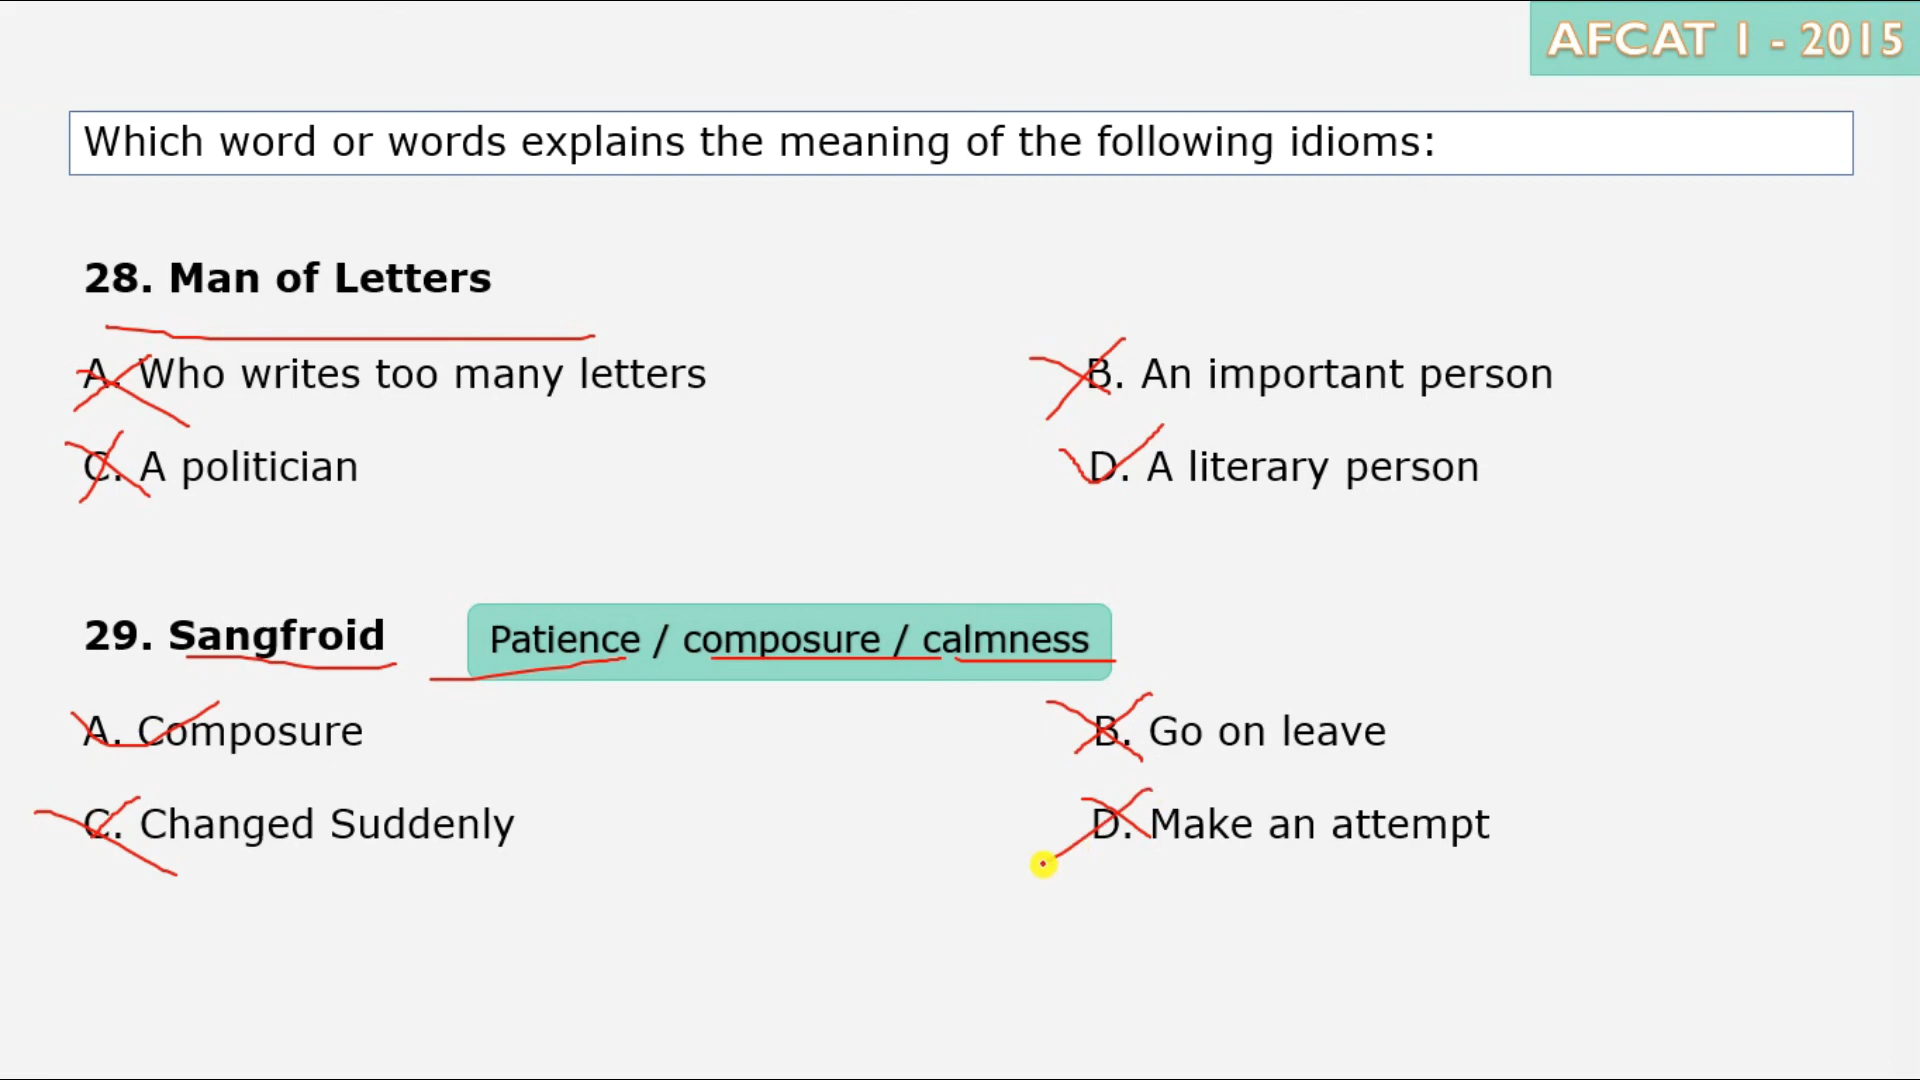 AFCAT 1 - 2015
Which word or words explains the meaning of the following idioms:
28. Man of Letters
A. Who writes too many letters
B. An important person
C. A politician
D. A literary person
29. Sangfroid
Patience / composure / calmness
A. Composure
B. Go on leave
C. Changed Suddenly
D. Make an attempt